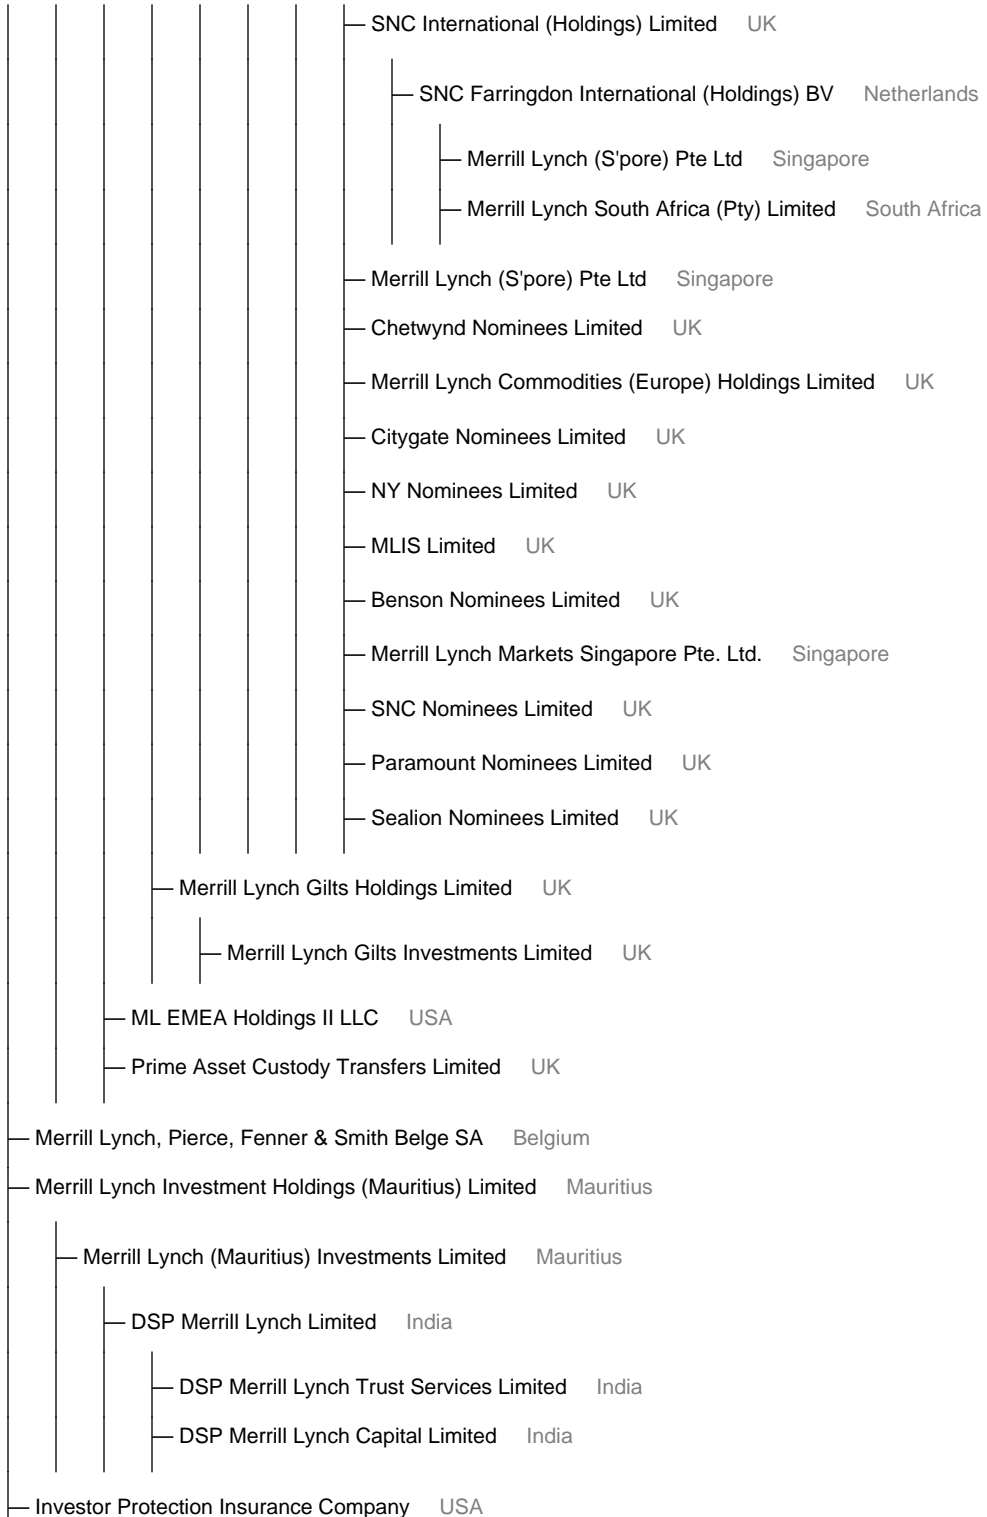 SNC International (Holdings) Limited UK
SNC Farringdon International (Holdings) BV Netherlands
Merrill Lynch (S'pore) Pte Ltd Singapore
Merrill Lynch South Africa (Pty) Limited South Africa
Merrill Lynch (S'pore) Pte Ltd Singapore
Chetwynd Nominees Limited UK
Merrill Lynch Commodities (Europe) Holdings Limited UK
Citygate Nominees Limited UK
NY Nominees Limited UK
MLIS Limited UK
Benson Nominees Limited UK
Merrill Lynch Markets Singapore Pte. Ltd. Singapore
SNC Nominees Limited UK
Paramount Nominees Limited UK
Sealion Nominees Limited UK
Merrill Lynch Gilts Holdings Limited UK
Merrill Lynch Gilts Investments Limited UK
ML EMEA Holdings II LLC USA
Prime Asset Custody Transfers Limited UK
Merrill Lynch, Pierce, Fenner & Smith Belge SA Belgium
Merrill Lynch Investment Holdings (Mauritius) Limited Mauritius
Merrill Lynch (Mauritius) Investments Limited Mauritius
DSP Merrill Lynch Limited India
DSP Merrill Lynch Trust Services Limited India
DSP Merrill Lynch Capital Limited India
Investor Protection Insurance Company USA